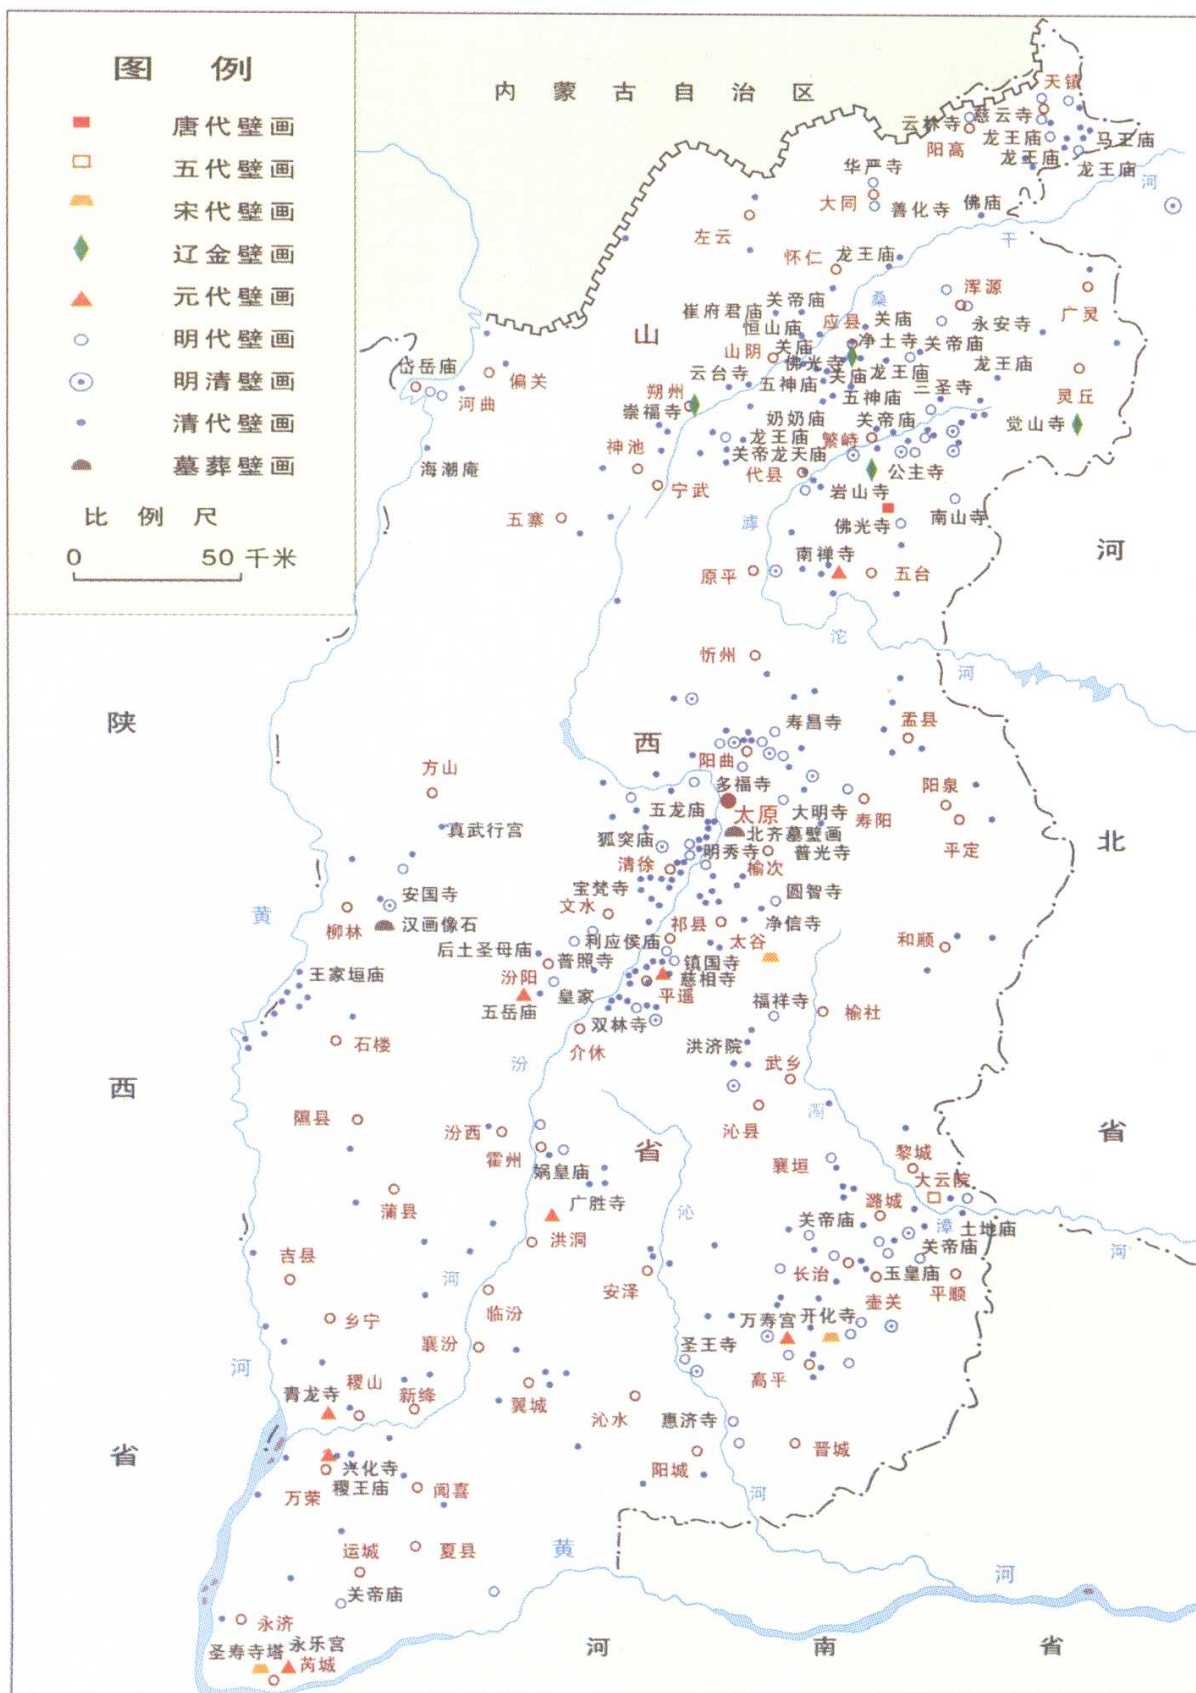 图 例
唐代壁画
五代壁画
宋代壁画
辽金壁画
元代壁画
明代壁画
明清壁画
清代壁画
墓葬壁画
比 例 尺
0 50 千米
内 蒙 古 自 治 区
天镇
慈云寺
云林寺
阳高
龙王庙
马王庙
龙王庙
龙王庙
河
华严寺
大同
善化寺
佛庙
干
左云
怀仁
龙王庙
桑
浑源
广灵
崔府君庙
关帝庙
恒山庙
应县
关庙
永安寺
山
山阴
关庙
净土寺
关帝庙
佛光寺
云台寺
五神庙
关庙
龙王庙
龙王庙
岱岳庙
偏关
河曲
朔州
崇福寺
五神庙
三圣寺
灵丘
奶奶庙
关帝庙
觉山寺
神池
龙王庙
繁峙
海潮庵
关帝龙天庙
代县
公主寺
宁武
岩山寺
五寨
滹
佛光寺
南山寺
河
南禅寺
原平
五台
沱
忻州
河
陕
寿昌寺
盂县
西
阳曲
方山
多福寺
阳泉
五龙庙
太原
大明寺
寿阳
真武行宫
北齐墓壁画
狐突庙
明秀寺
普光寺
平定
北
清徐
榆次
安国寺
宝梵寺
圆智寺
黄
文水
柳林
汉画像石
祁县
净信寺
利应侯庙
太谷
和顺
后土圣母庙
普照寺
镇国寺
王家垣庙
汾阳
慈相寺
皇家
平遥
五岳庙
福祥寺
榆社
双林寺
石楼
介休
洪济院
汾
武乡
西
隰县
沁县
浊
汾西
省
省
霍州
襄垣
黎城
娲皇庙
大云院
广胜寺
蒲县
潞城
沁
关帝庙
漳
土地庙
洪洞
关帝庙
河
吉县
长治
玉皇庙
河
安泽
平顺
壶关
临汾
万寿宫
开化寺
乡宁
襄汾
圣王寺
河
高平
稷山
青龙寺
新绛
翼城
沁水
惠济寺
晋城
省
兴化寺
阳城
稷王庙
万荣
闻喜
河
运城
夏县
黄
河
关帝庙
永济
圣寿寺塔
永乐宫
芮城
河 南 省